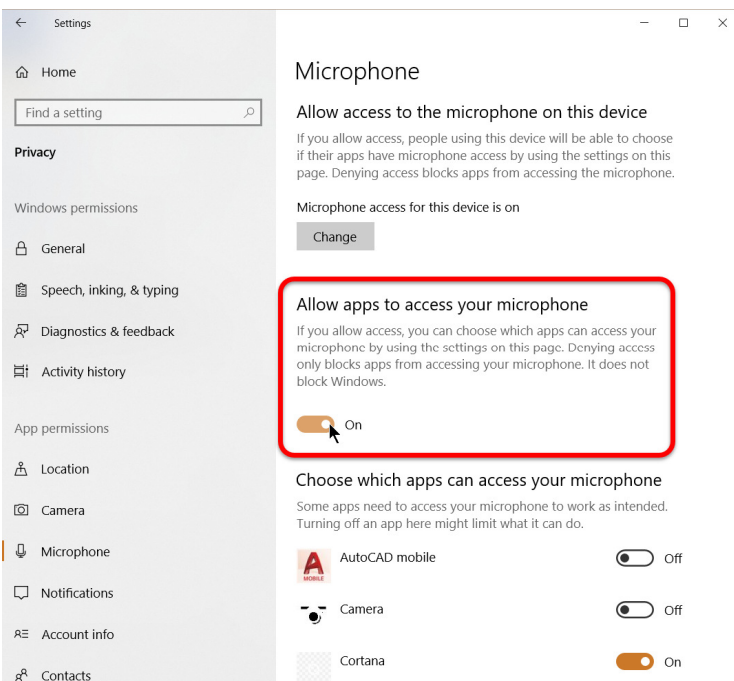 Settings
Home
Find a setting
Privacy
Windows permissions
General
Speech, inking, & typing
Diagnostics & feedback
Activity history
App permissions
Location
Camera
Microphone
Notifications
Account info
Contacts
Microphone
Allow access to the microphone on this device
If you allow access, people using this device will be able to choose
if their apps have microphone access by using the settings on this
page. Denying access blocks apps from accessing the microphone.
Microphone access for this device is on
Change
Allow apps to access your microphone
If you allow access, you can choose which apps can access your
microphone by using the settings on this page. Denying access
only blocks apps from accessing your microphone. It does not
block Windows.
On
Choose which apps can access your microphone
Some apps need to access your microphone to work as intended.
Turning off an app here might limit what it can do.
A
MOBILE
AutoCAD mobile
Off
Camera
Off
Cortana
On